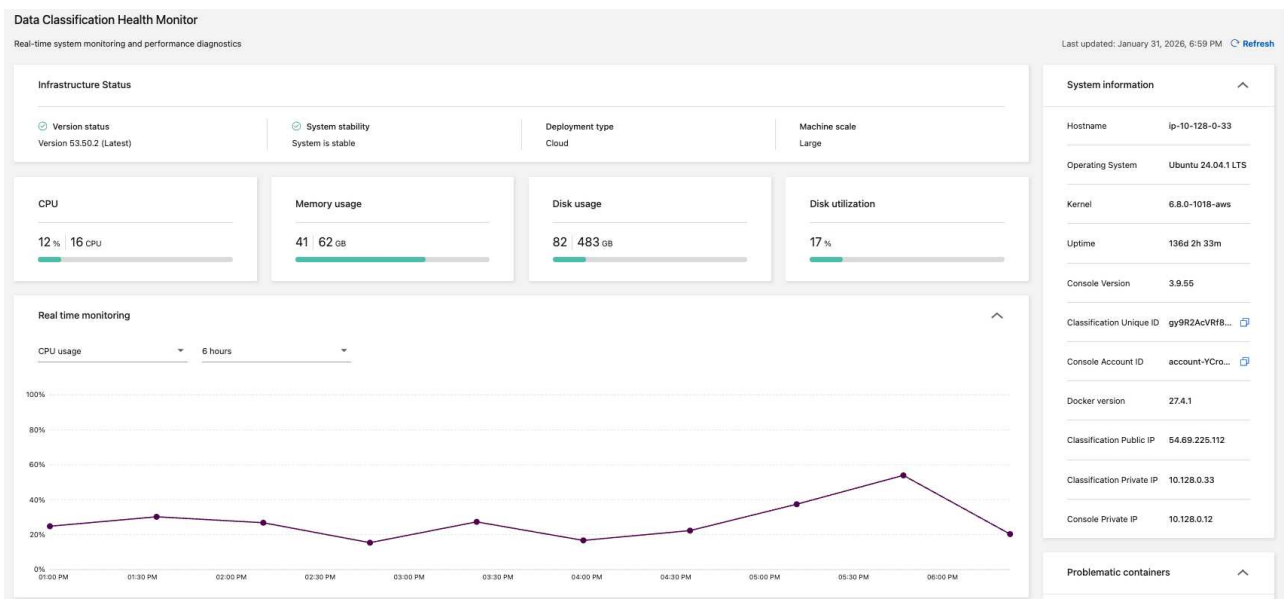 Data Classification Health Monitor
Real-time system monitoring and performance diagnostics
Last updated: January 31, 2026, 6:59 PM Refresh
Infrastructure Status
Version status
Version 53.50.2 (Latest)
System stability
System is stable
Deployment type
Cloud
Machine scale
Large
CPU
12 % 16 CPU
Memory usage
41 62 GB
Disk usage
82 483 GB
Disk utilization
17 %
Real time monitoring
CPU usage
6 hours
100%
80%
60%
40%
20%
0%
01:00 PM 01:30 PM 02:00 PM 02:30 PM 03:00 PM 03:30 PM 04:00 PM 04:30 PM 05:00 PM 05:30 PM 06:00 PM
System information
Hostname ip-10-128-0-33
Operating System Ubuntu 24.04.1 LTS
Kernel 6.8.0-1018-aws
Uptime 136d 2h 33m
Console Version 3.9.55
Classification Unique ID gy9R2AcVRf8...
Console Account ID account-YCro...
Docker version 27.4.1
Classification Public IP 54.69.225.112
Classification Private IP 10.128.0.33
Console Private IP 10.128.0.12
Problematic containers